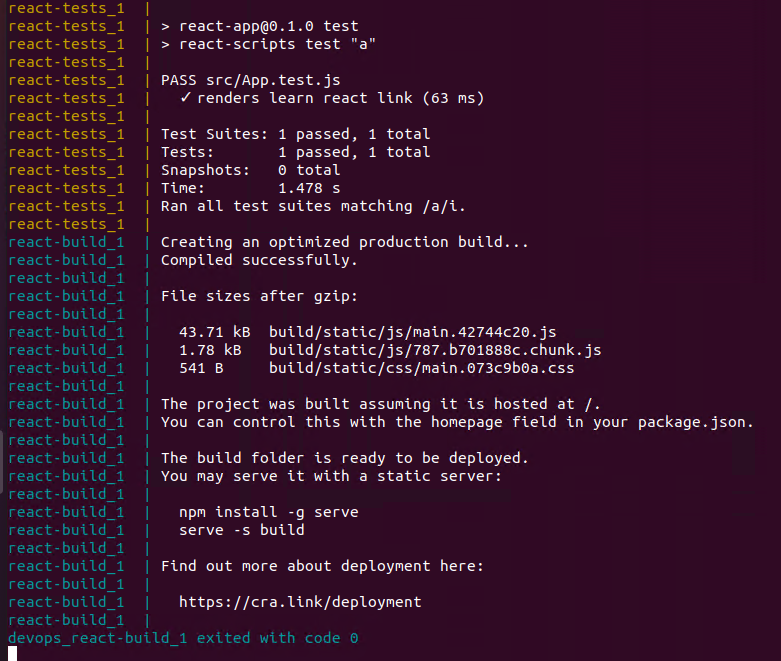 react-tests_1  |
react-tests_1  | > react-app@0.1.0 test
react-tests_1  | > react-scripts test "a"
react-tests_1  |
react-tests_1  | PASS src/App.test.js
react-tests_1  |   ✓ renders learn react link (63 ms)
react-tests_1  |
react-tests_1  | Test Suites: 1 passed, 1 total
react-tests_1  | Tests:       1 passed, 1 total
react-tests_1  | Snapshots:   0 total
react-tests_1  | Time:        1.478 s
react-tests_1  | Ran all test suites matching /a/i.
react-tests_1  |
react-build_1  | Creating an optimized production build...
react-build_1  | Compiled successfully.
react-build_1  |
react-build_1  | File sizes after gzip:
react-build_1  |
react-build_1  |   43.71 kB  build/static/js/main.42744c20.js
react-build_1  |   1.78 kB   build/static/js/787.b701888c.chunk.js
react-build_1  |   541 B     build/static/css/main.073c9b0a.css
react-build_1  |
react-build_1  | The project was built assuming it is hosted at /.
react-build_1  | You can control this with the homepage field in your package.json.
react-build_1  |
react-build_1  | The build folder is ready to be deployed.
react-build_1  | You may serve it with a static server:
react-build_1  |
react-build_1  |   npm install -g serve
react-build_1  |   serve -s build
react-build_1  |
react-build_1  | Find out more about deployment here:
react-build_1  |
react-build_1  |   https://cra.link/deployment
react-build_1  |
devops_react-build_1 exited with code 0